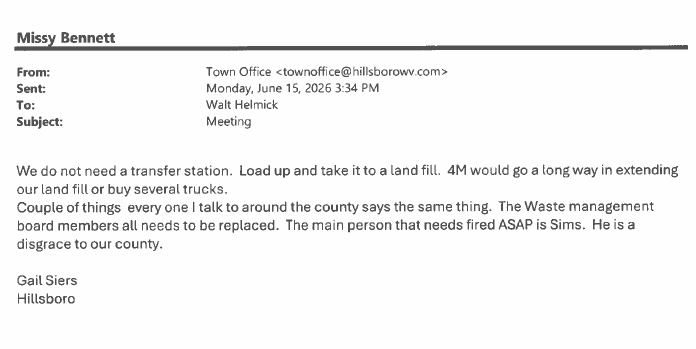 Missy Bennett
From: Town Office <townoffice@hillsborowv.com>
Sent: Monday, June 15, 2026 3:34 PM
To: Walt Helmick
Subject: Meeting
We do not need a transfer station. Load up and take it to a land fill. 4M would go a long way in extending
our land fill or buy several trucks.
Couple of things every one I talk to around the county says the same thing. The Waste management
board members all needs to be replaced. The main person that needs fired ASAP is Sims. He is a
disgrace to our county.
Gail Siers
Hillsboro